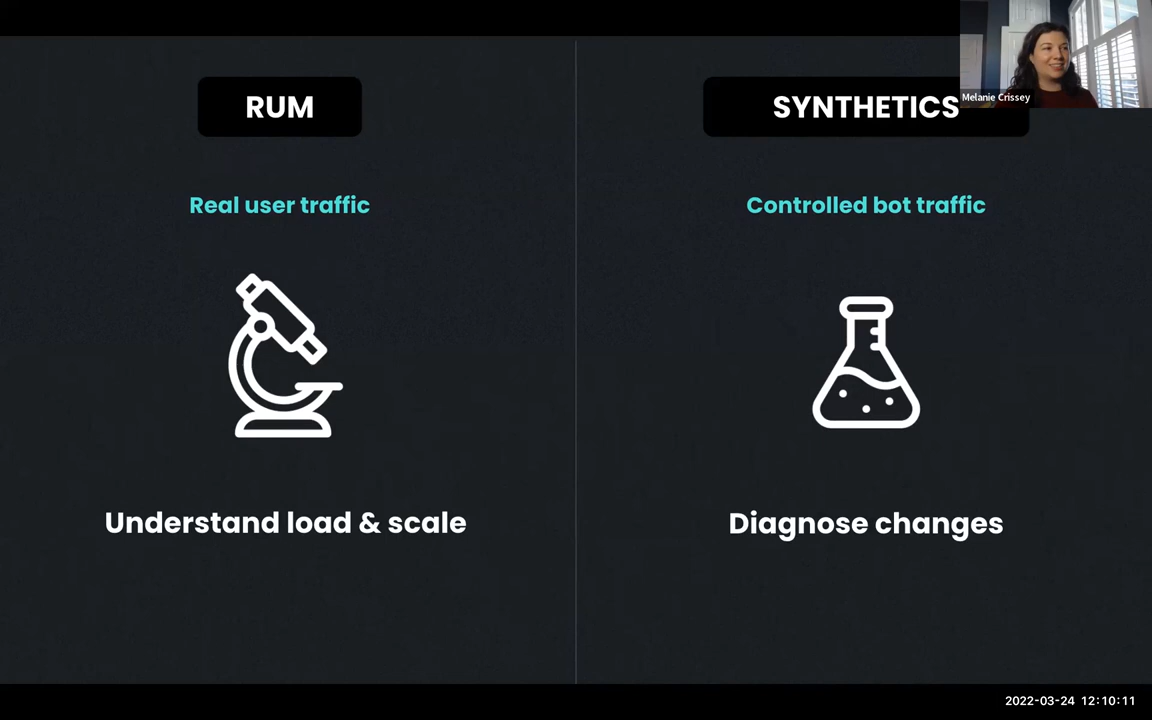 RUM
Real user traffic
Understand load & scale
SYNTHETICS
Controlled bot traffic
Diagnose changes
Melanie Crissey
2022-03-24 12:10:11